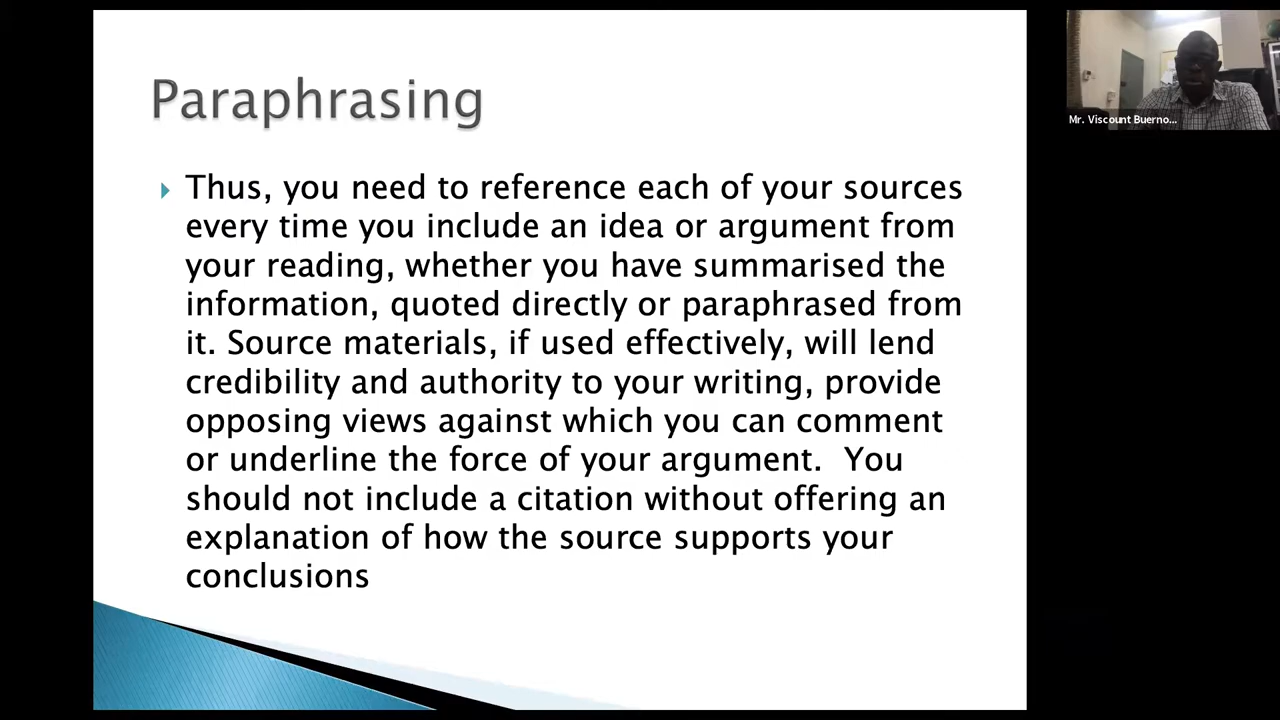 Paraphrasing
Thus, you need to reference each of your sources
every time you include an idea or argument from
your reading, whether you have summarised the
information, quoted directly or paraphrased from
it. Source materials, if used effectively, will lend
credibility and authority to your writing, provide
opposing views against which you can comment
or underline the force of your argument.  You
should not include a citation without offering an
explanation of how the source supports your
conclusions
Mr. Viscount Buerno...